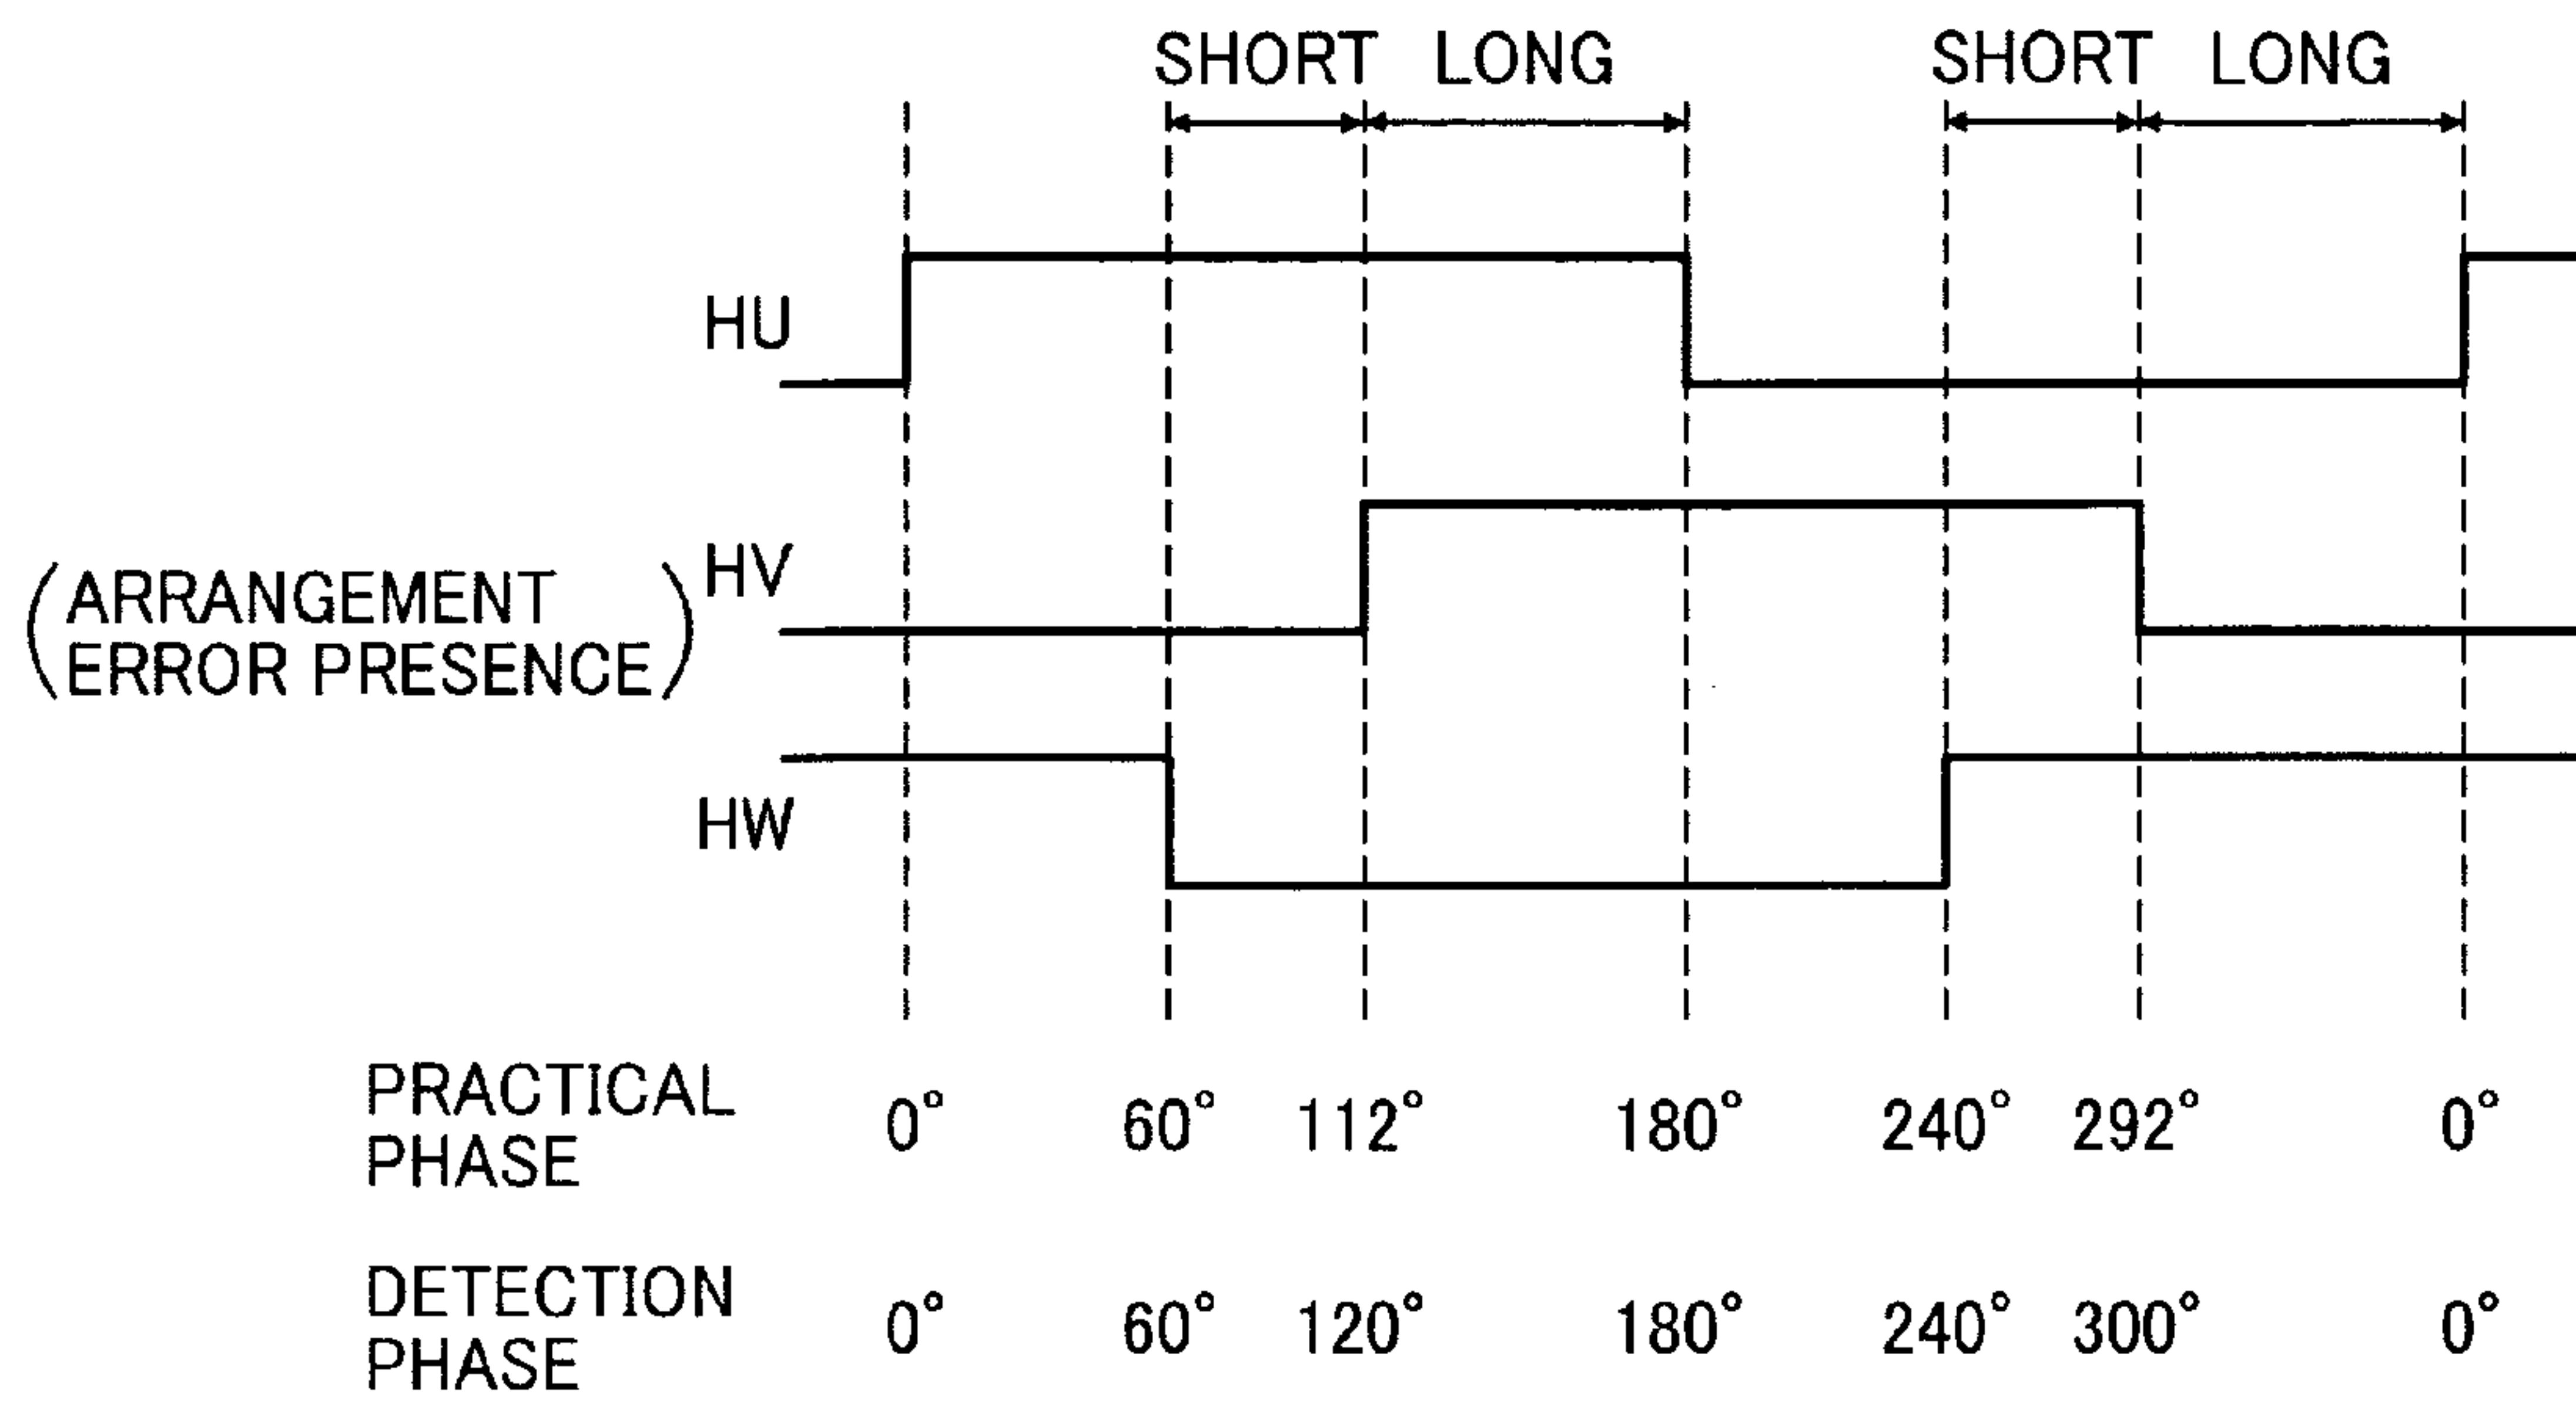 SHORT LONG SHORT LONG
HU
HV
(ARRANGEMENT
ERROR PRESENCE)
HW
PRACTICAL
PHASE
0° 60° 112° 180° 240° 292° 0°
DETECTION
PHASE
0° 60° 120° 180° 240° 300° 0°